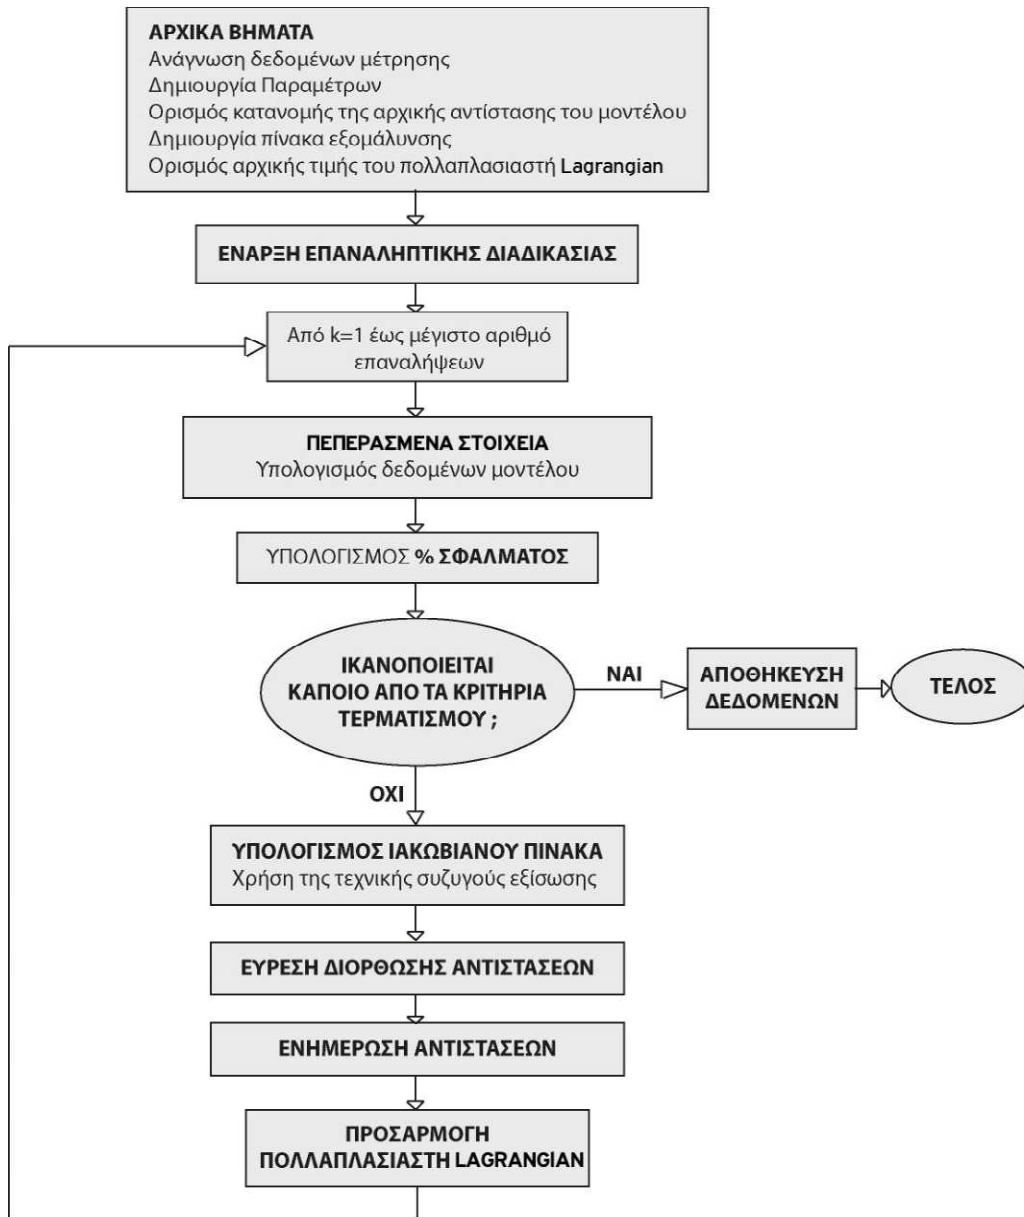 ΑΡΧΙΚΑ ΒΗΜΑΤΑ
Ανάγνωση δεδομένων μέτρησης
Δημιουργία Παραμέτρων
Ορισμός κατανομής της αρχικής αντίστασης του μοντέλου
Δημιουργία πίνακα εξομάλυνσης
Ορισμός αρχικής τιμής του πολλαπλασιαστή Lagrangian
ΕΝΑΡΞΗ ΕΠΑΝΑΛΗΠΤΙΚΗΣ ΔΙΑΔΙΚΑΣΙΑΣ
Από k=1 έως μέγιστο αριθμό
επαναλήψεων
ΠΕΠΕΡΑΣΜΕΝΑ ΣΤΟΙΧΕΙΑ
Υπολογισμός δεδομένων μοντέλου
ΥΠΟΛΟΓΙΣΜΟΣ % ΣΦΑΛΜΑΤΟΣ
ΙΚΑΝΟΠΟΙΕΙΤΑΙ
ΚΑΠΟΙΟ ΑΠΟ ΤΑ ΚΡΙΤΗΡΙΑ
ΤΕΡΜΑΤΙΣΜΟΥ ;
ΝΑΙ
ΑΠΟΘΗΚΕΥΣΗ
ΔΕΔΟΜΕΝΩΝ
ΤΕΛΟΣ
ΟΧΙ
ΥΠΟΛΟΓΙΣΜΟΣ ΙΑΚΩΒΙΑΝΟΥ ΠΙΝΑΚΑ
Χρήση της τεχνικής συζυγούς εξίσωσης
ΕΥΡΕΣΗ ΔΙΟΡΘΩΣΗΣ ΑΝΤΙΣΤΑΣΕΩΝ
ΕΝΗΜΕΡΩΣΗ ΑΝΤΙΣΤΑΣΕΩΝ
ΠΡΟΣΑΡΜΟΓΗ
ΠΟΛΛΑΠΛΑΣΙΑΣΤΗ LAGRANGIAN